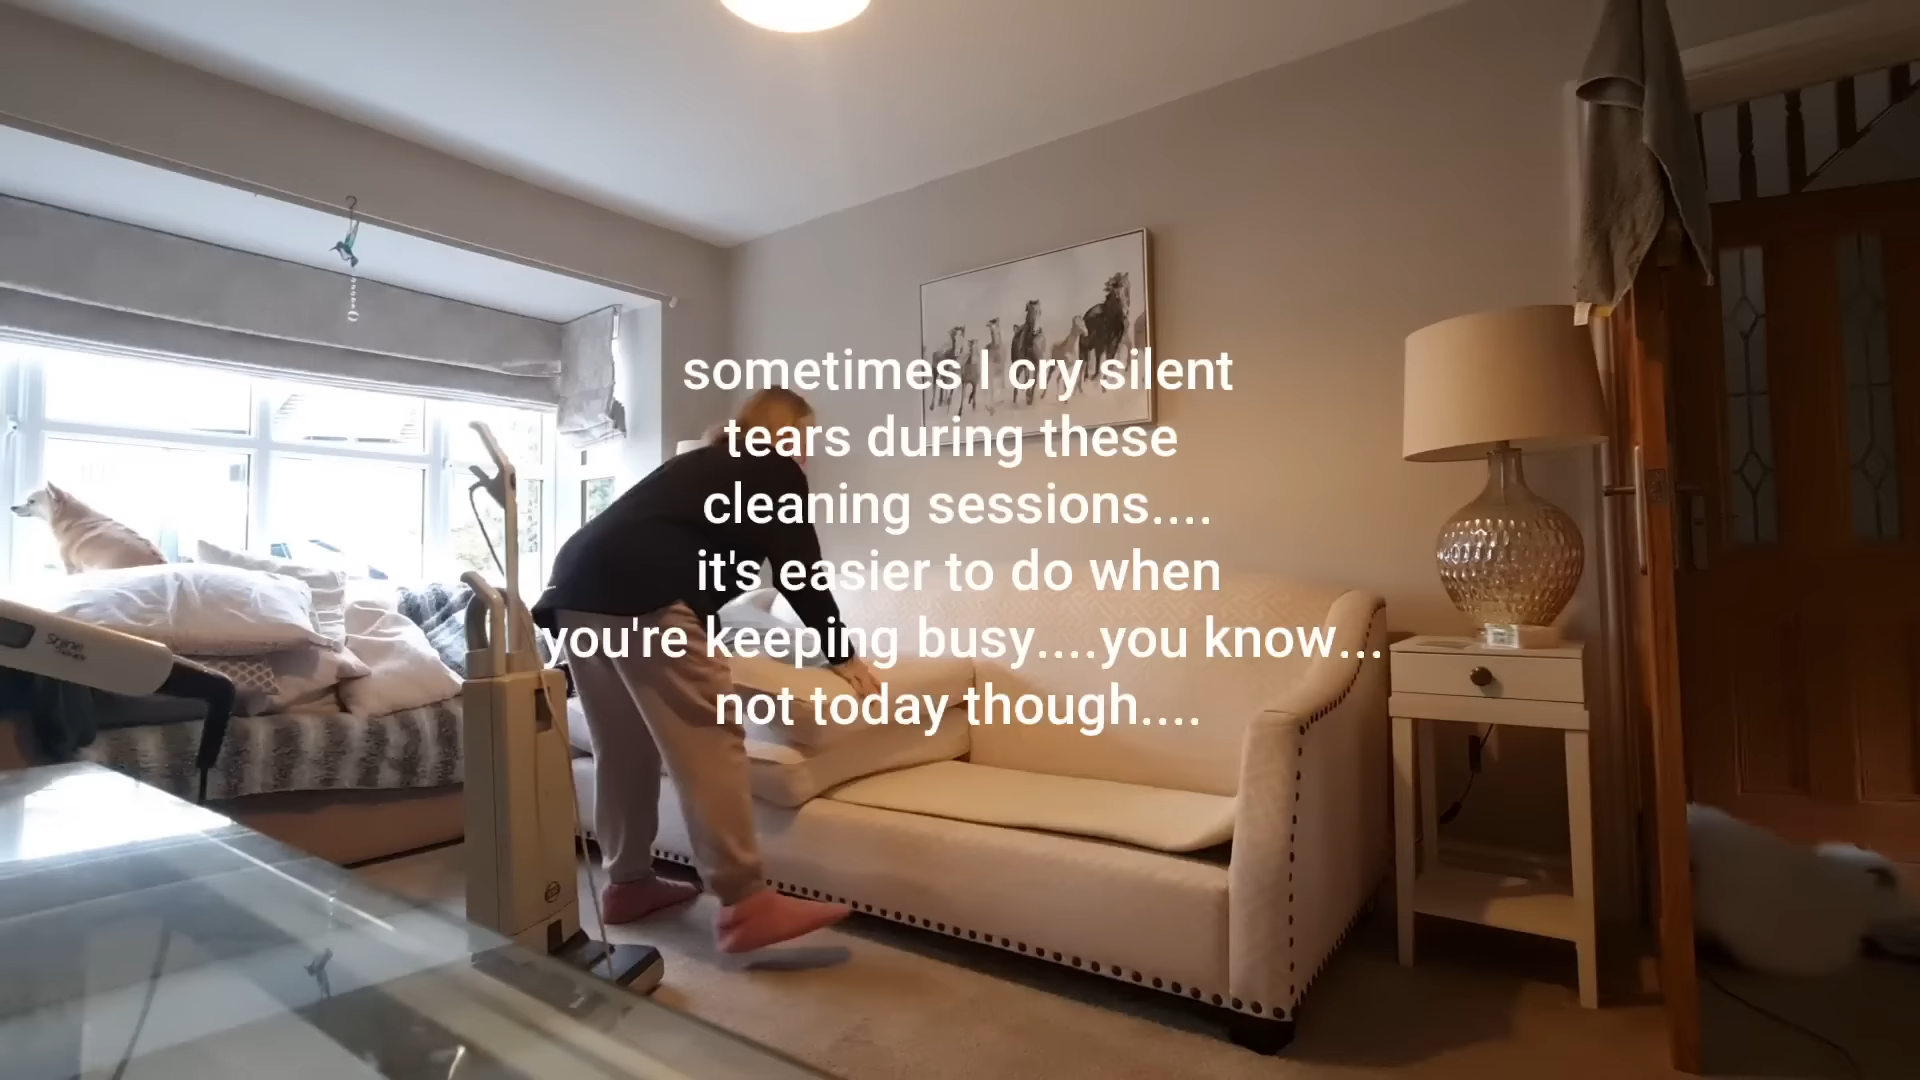 sometimes I cry silent
tears during these
cleaning sessions....
it's easier to do when
you're keeping busy....you know...
not today though....